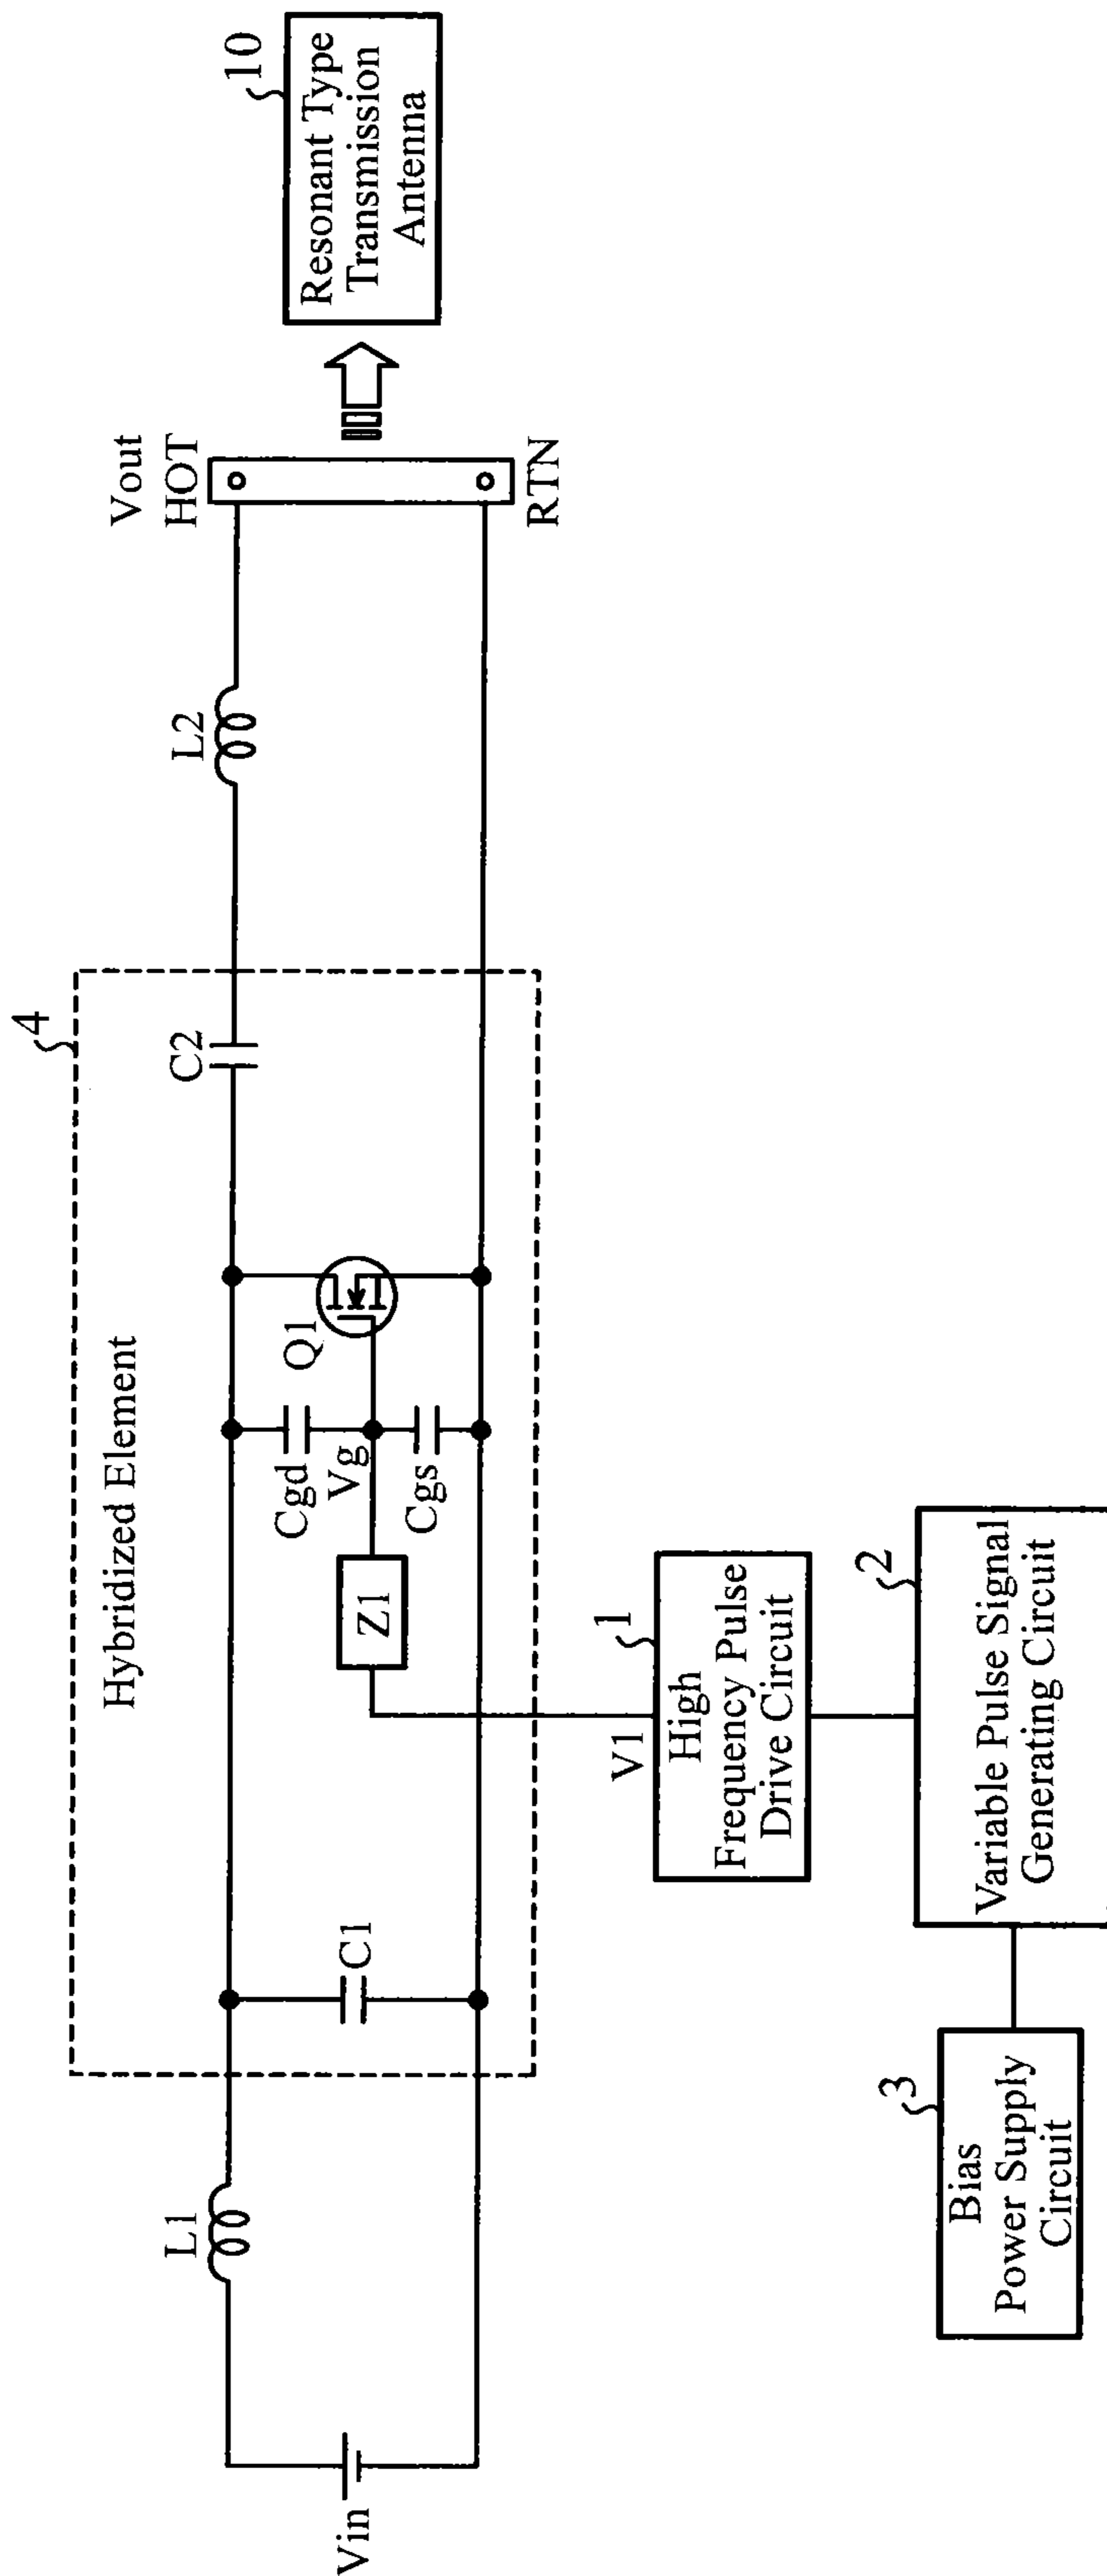 4
Hybridized Element
Vout
HOT
10
L1
C2
L2
Resonant Type
Transmission
Antenna
Q1
Cgd
Vin
C1
Z1
Vg
Cgs
RTN
V1
1
High
Frequency Pulse
Drive Circuit
3
Bias
Power Supply
Circuit
2
Variable Pulse Signal
Generating Circuit